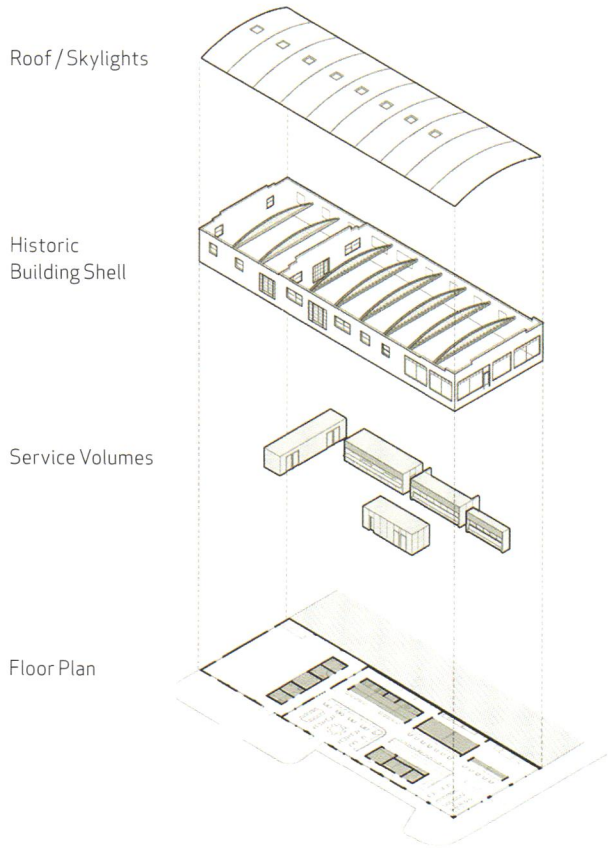 Roof / Skylights
Historic
Building Shell
Service Volumes
Floor Plan